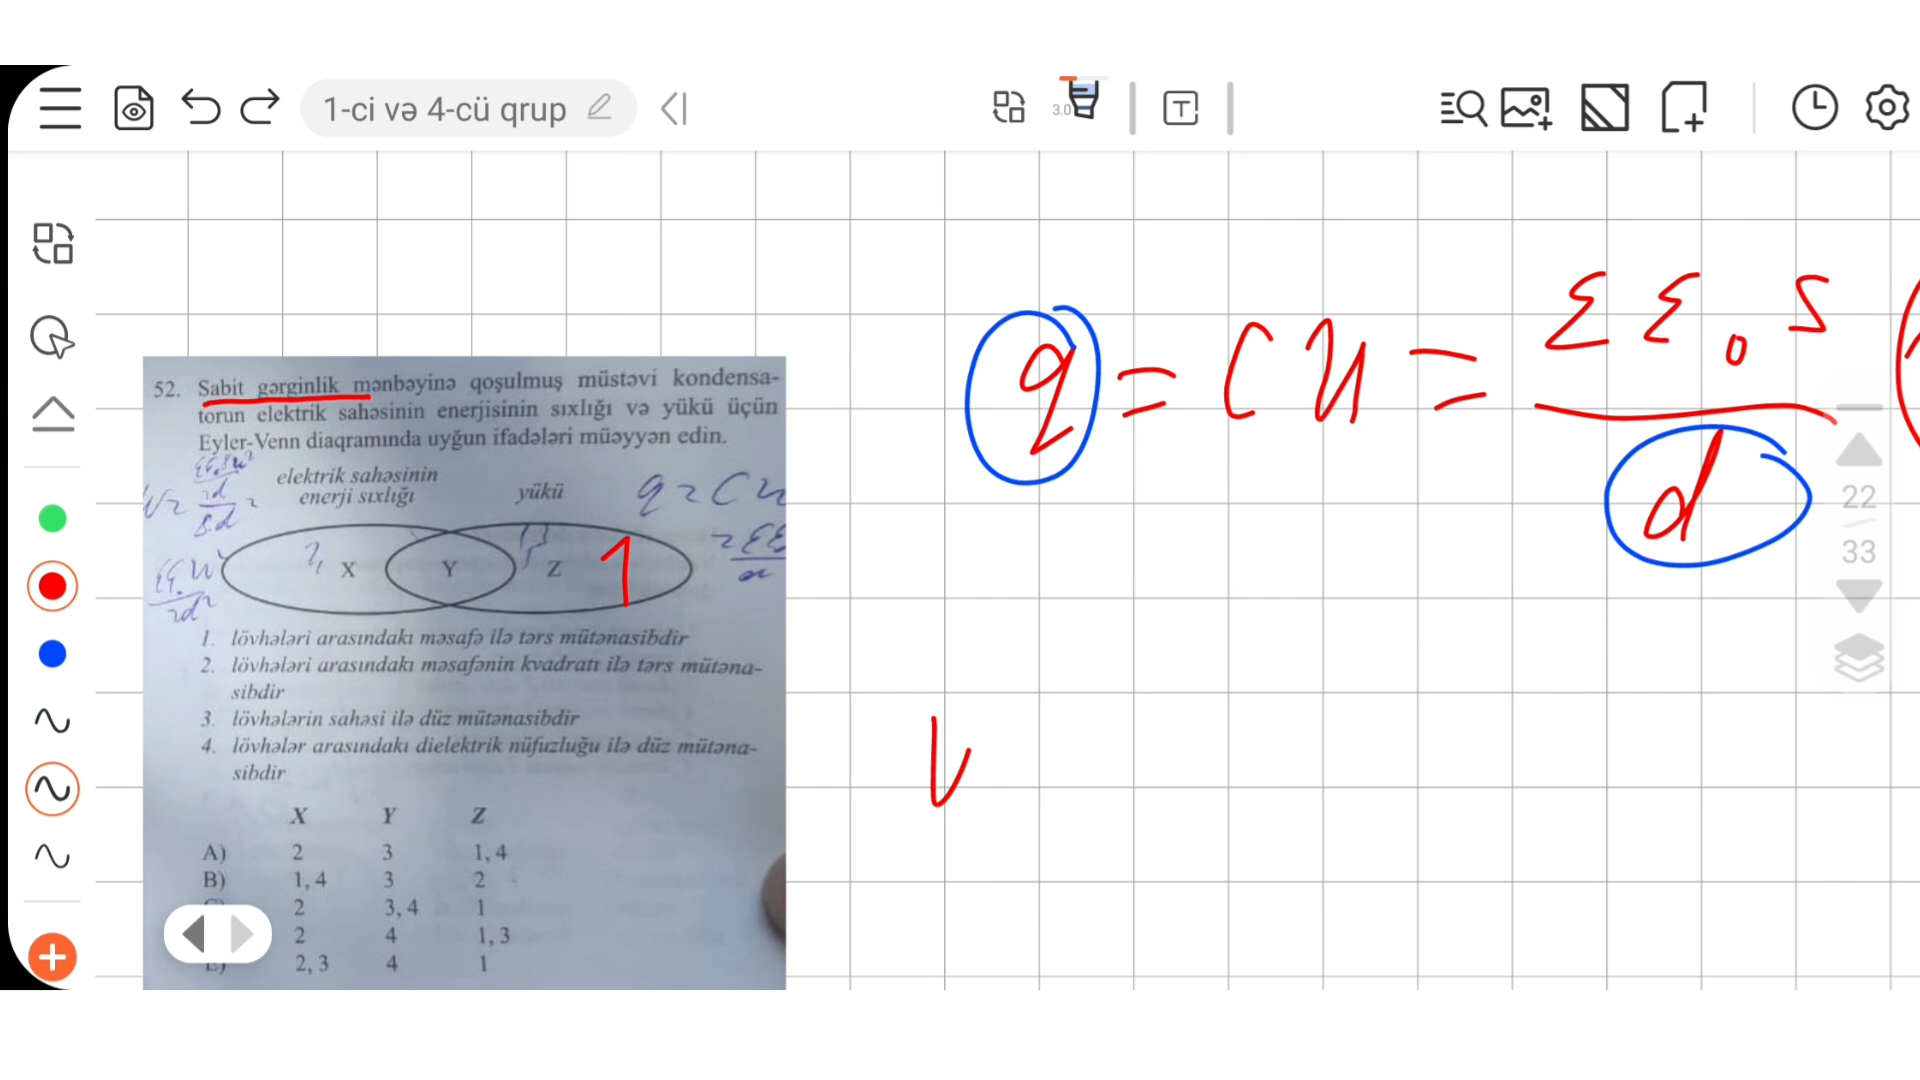 1-ci və 4-cü qrup
3.0
T
52. Sabit gərginlik mənbəyinə qoşulmuş müstəvi kondensa-
torun elektrik sahəsinin enerjisinin sıxlığı və yükü üçün
Eyler-Venn diaqramında uyğun ifadələri müəyyən edin.
elektrik sahəsinin
enerji sıxlığı
yükü
q = C u
X Y Z 1
1. lövhələri arasındakı məsafə ilə tərs mütənasibdir
2. lövhələri arasındakı məsafənin kvadratı ilə tərs mütəna-
sibdir
3. lövhələrin sahəsi ilə düz mütənasibdir
4. lövhələr arasındakı dielektrik nüfuzluğu ilə düz mütəna-
sibdir
X Y Z
A) 2 3 1, 4
B) 1, 4 3 2
2 3, 4 1
2 4 1, 3
E) 2, 3 4 1
q = C U = ε ε₀ S
d
22
33